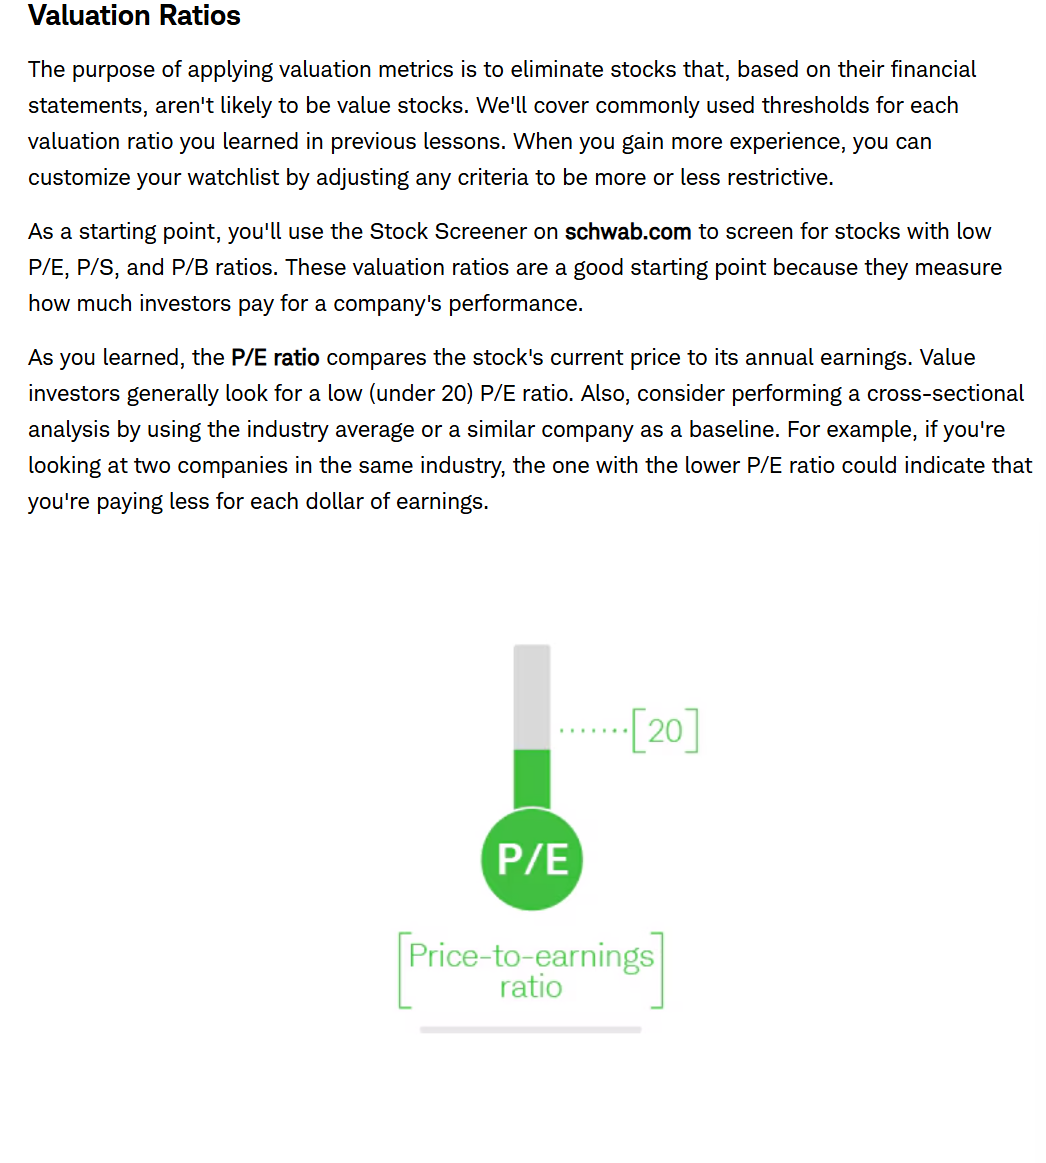 Valuation Ratios
The purpose of applying valuation metrics is to eliminate stocks that, based on their financial
statements, aren't likely to be value stocks. We'll cover commonly used thresholds for each
valuation ratio you learned in previous lessons. When you gain more experience, you can
customize your watchlist by adjusting any criteria to be more or less restrictive.
As a starting point, you'll use the Stock Screener on schwab.com to screen for stocks with low
P/E, P/S, and P/B ratios. These valuation ratios are a good starting point because they measure
how much investors pay for a company's performance.
As you learned, the P/E ratio compares the stock's current price to its annual earnings. Value
investors generally look for a low (under 20) P/E ratio. Also, consider performing a cross-sectional
analysis by using the industry average or a similar company as a baseline. For example, if you're
looking at two companies in the same industry, the one with the lower P/E ratio could indicate that
you're paying less for each dollar of earnings.
[20]
P/E
[Price-to-earnings
ratio]